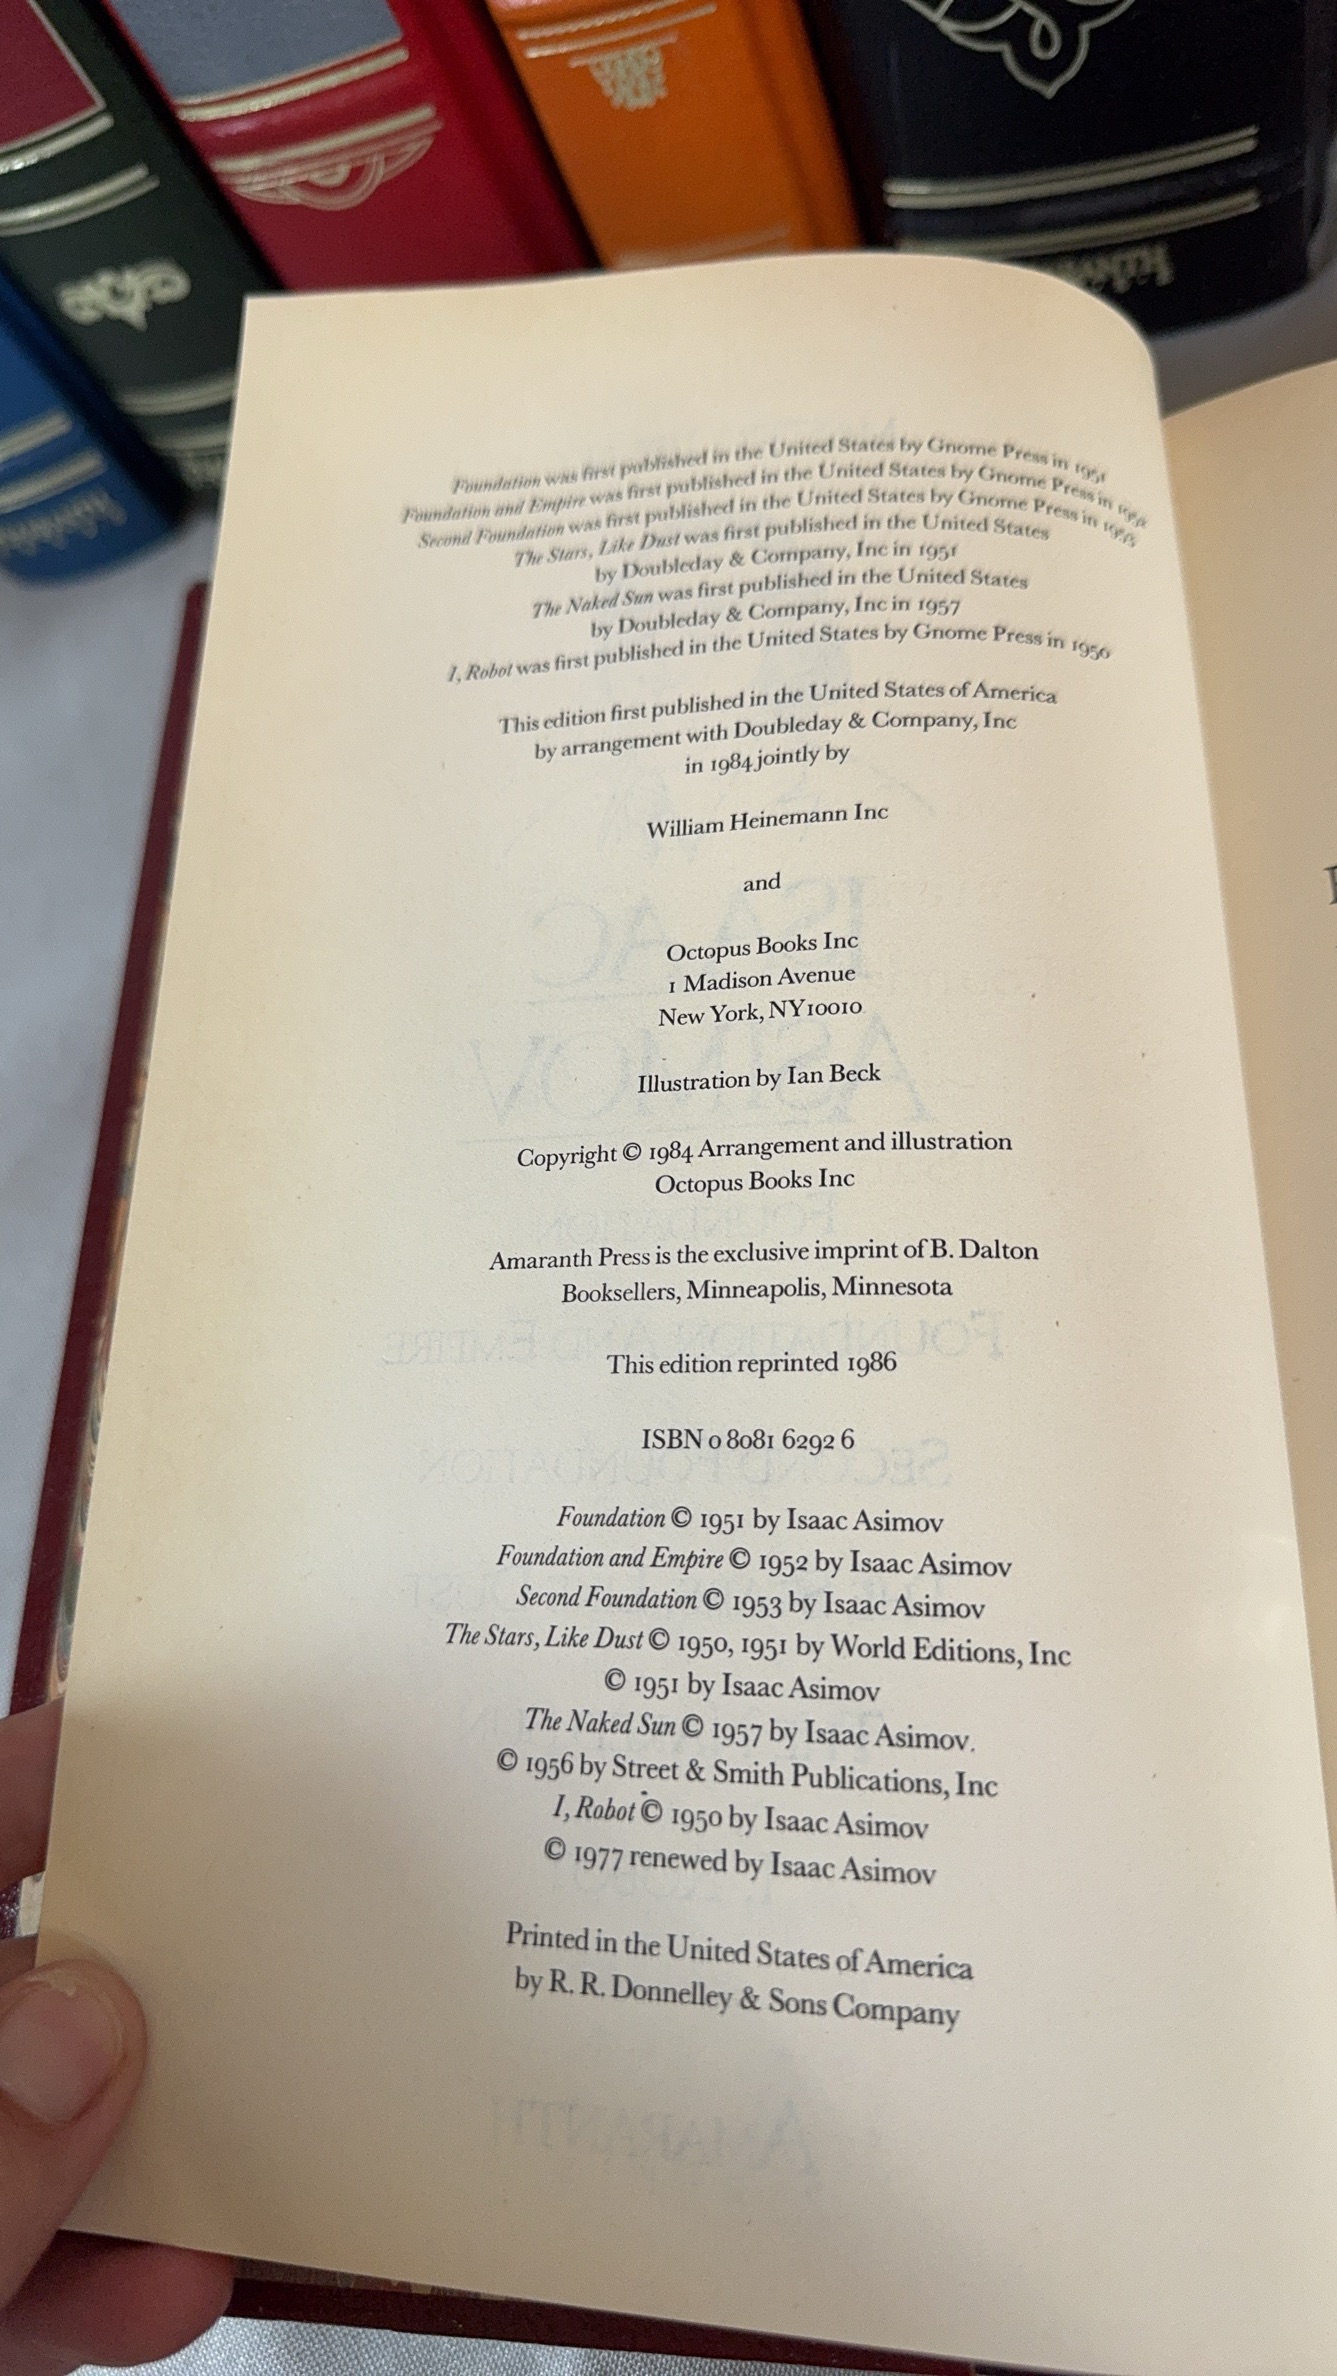 Foundation was first published in the United States by Gnome Press in 1951
Foundation and Empire was first published in the United States by Gnome Press in 1952
Second Foundation was first published in the United States by Gnome Press in 1953
The Stars, Like Dust was first published in the United States
by Doubleday & Company, Inc in 1951
The Naked Sun was first published in the United States
by Doubleday & Company, Inc in 1957
I, Robot was first published in the United States by Gnome Press in 1950
This edition first published in the United States of America
by arrangement with Doubleday & Company, Inc
in 1984 jointly by
William Heinemann Inc
and
Octopus Books Inc
1 Madison Avenue
New York, NY10010
Illustration by Ian Beck
Copyright © 1984 Arrangement and illustration
Octopus Books Inc
Amaranth Press is the exclusive imprint of B. Dalton
Booksellers, Minneapolis, Minnesota
This edition reprinted 1986
ISBN 0 8081 6292 6
Foundation © 1951 by Isaac Asimov
Foundation and Empire © 1952 by Isaac Asimov
Second Foundation © 1953 by Isaac Asimov
The Stars, Like Dust © 1950, 1951 by World Editions, Inc
© 1951 by Isaac Asimov
The Naked Sun © 1957 by Isaac Asimov.
© 1956 by Street & Smith Publications, Inc
I, Robot © 1950 by Isaac Asimov
© 1977 renewed by Isaac Asimov
Printed in the United States of America
by R. R. Donnelley & Sons Company